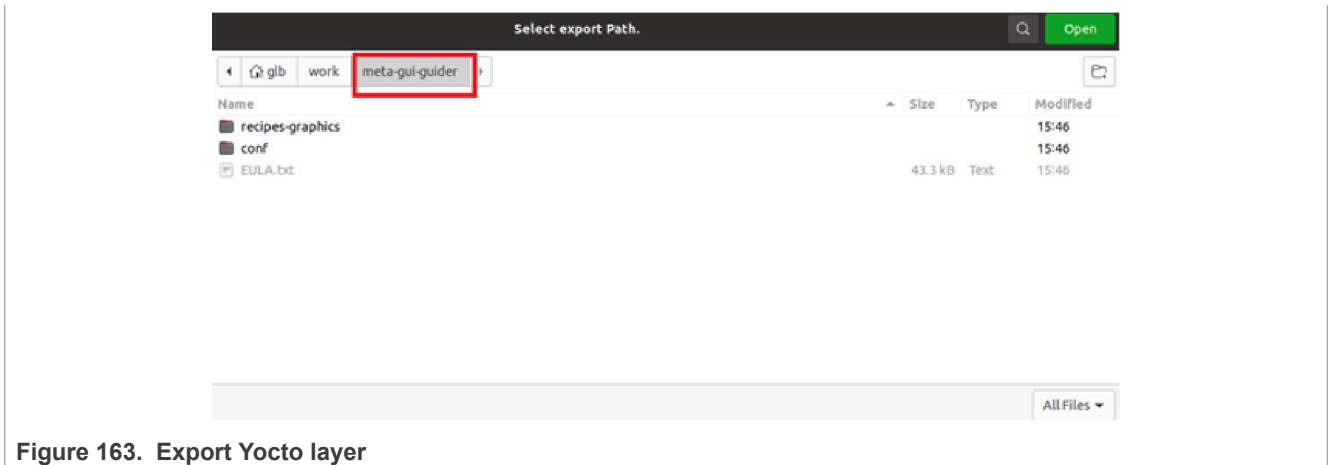 Select export Path.
Open
glb work meta-gui-guider
Name Size Type Modified
recipes-graphics 15:46
conf 15:46
EULA.txt 43.3 kB Text 15:46
All Files
Figure 163. Export Yocto layer